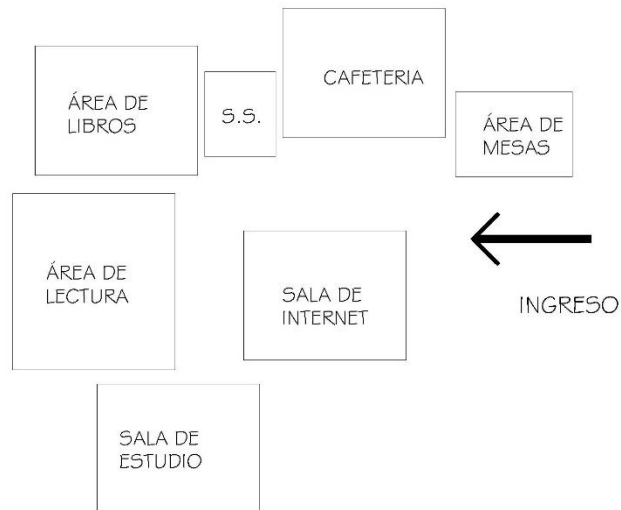 ÁREA DE
LIBROS
S.S.
CAFETERIA
ÁREA DE
MESAS
ÁREA DE
LECTURA
SALA DE
INTERNET
INGRESO
SALA DE
ESTUDIO